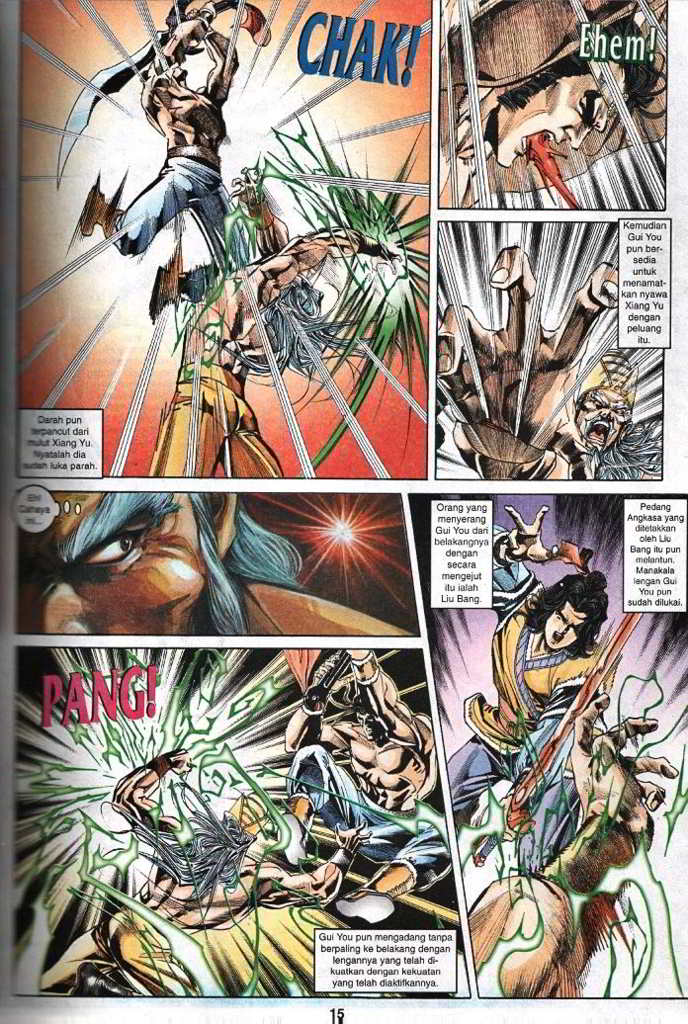 CHAK!
Darah pun
terpancut dari
mulut Xiang Yu.
Nyatalah dia
sudah luka parah.
Ehem!
Kemudian
Gui You
pun ber-
sedia
untuk
menamat-
kan nyawa
Xiang Yu
dengan
peluang
itu.
Eh!
Cahaya
ini...
PANG!
Gui You pun mengadang tanpa
berpaling ke belakang dengan
lengannya yang telah di-
kuatkan dengan kekuatan
yang telah diaktifkannya.
Orang yang
menyerang
Gui You dari
belakangnya
dengan
secara
mengejut
 itu ialah
Liu Bang.
Pedang
Angkasa yang
ditetakkan
oleh Liu
Bang itu pun
melantun.
Manakala
lengan Gui
You pun
sudah dilukai.
15